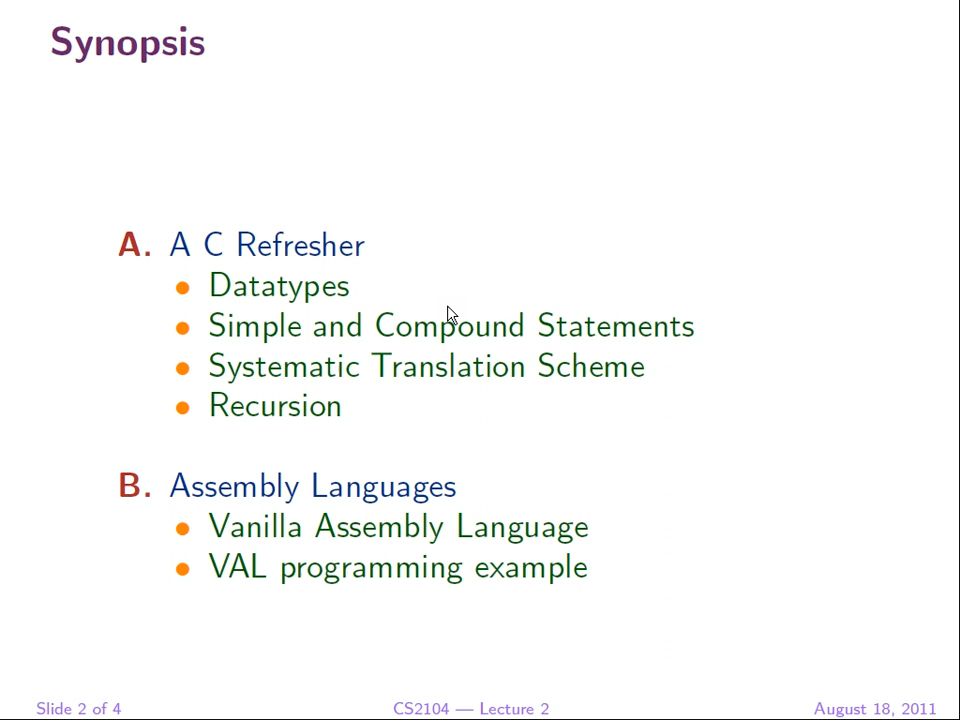 Synopsis
A. A C Refresher
• Datatypes
• Simple and Compound Statements
• Systematic Translation Scheme
• Recursion
B. Assembly Languages
• Vanilla Assembly Language
• VAL programming example
Slide 2 of 4 CS2104 — Lecture 2 August 18, 2011